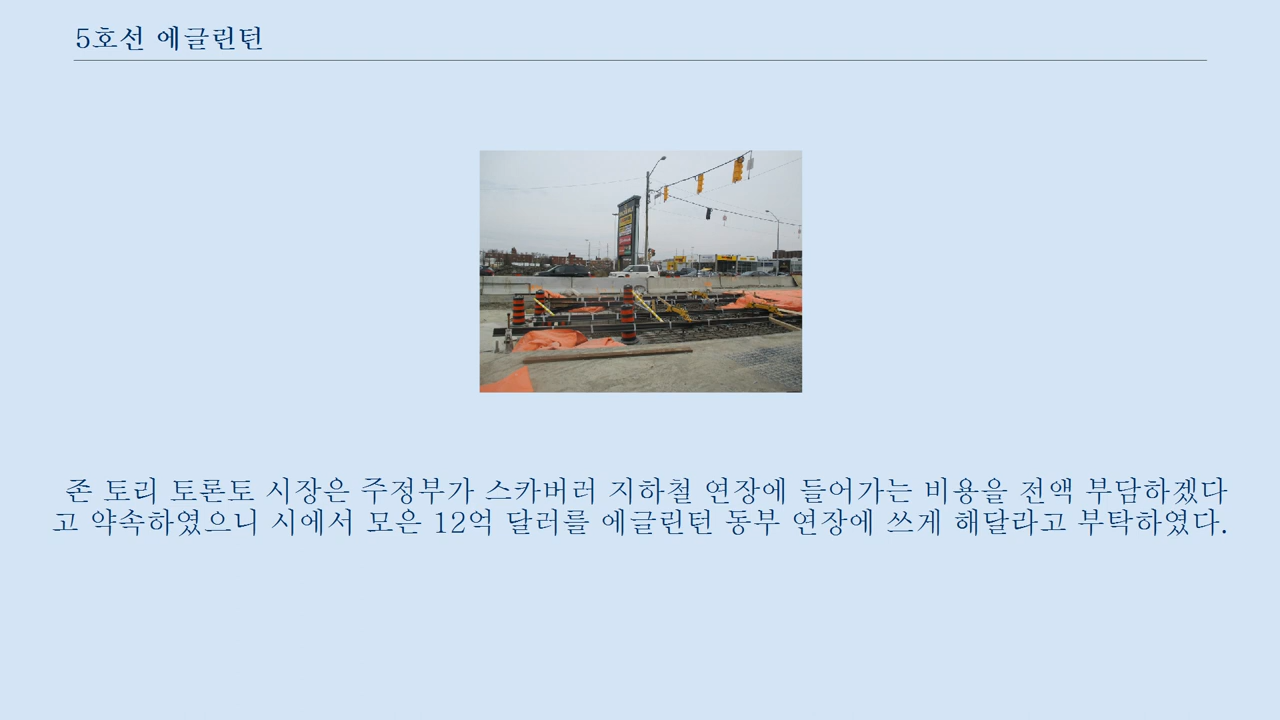 5호선 에글린턴
존 토리 토론토 시장은 주정부가 스카버러 지하철 연장에 들어가는 비용을 전액 부담하겠다
고 약속하였으니 시에서 모은 12억 달러를 에글린턴 동부 연장에 쓰게 해달라고 부탁하였다.